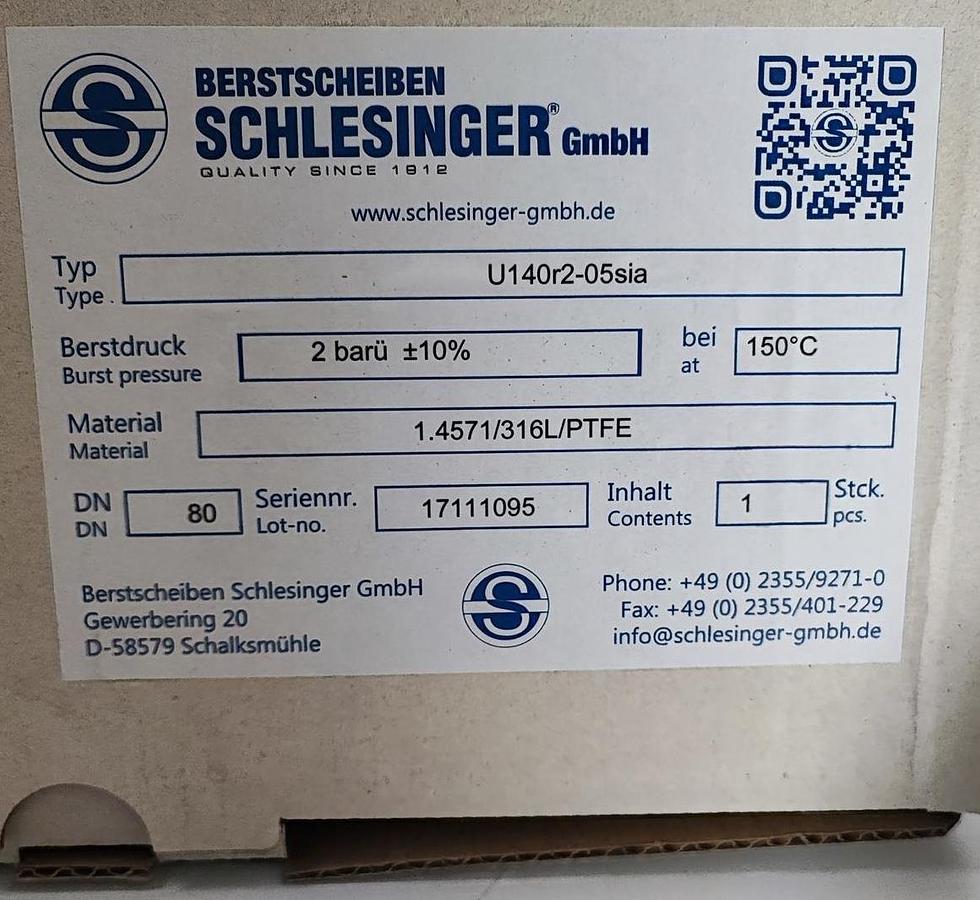 BERSTSCHEIBEN
SCHLESINGER® GmbH
QUALITY SINCE 1912
www.schlesinger-gmbh.de
Typ
Type
U140r2-05sia
Berstdruck
Burst pressure
2 barü ±10%
bei
at
150°C
Material
Material
1.4571/316L/PTFE
DN
DN
80
Seriennr.
Lot-no.
17111095
Inhalt
Contents
1
Stck.
pcs.
Berstscheiben Schlesinger GmbH
Gewerbering 20
D-58579 Schalksmühle
Phone: +49 (0) 2355/9271-0
Fax: +49 (0) 2355/401-229
info@schlesinger-gmbh.de